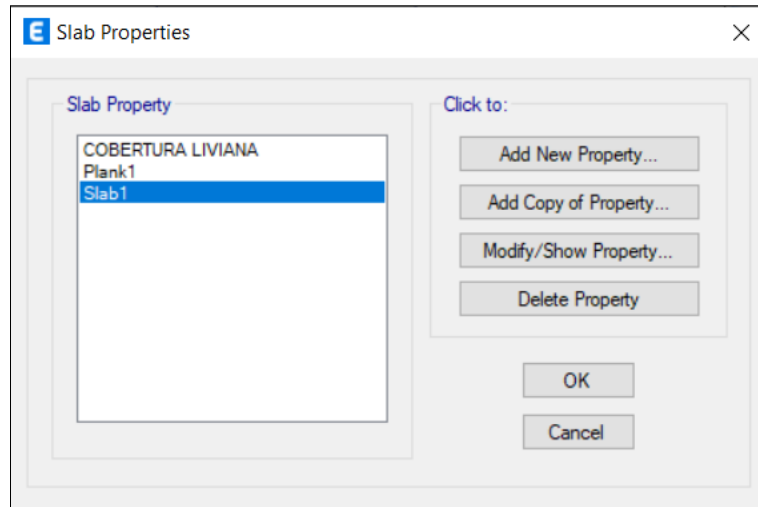 E Slab Properties
Slab Property
COBERTURA LIVIANA
Plank1
Slab1
Click to:
Add New Property...
Add Copy of Property...
Modify/Show Property...
Delete Property
OK
Cancel